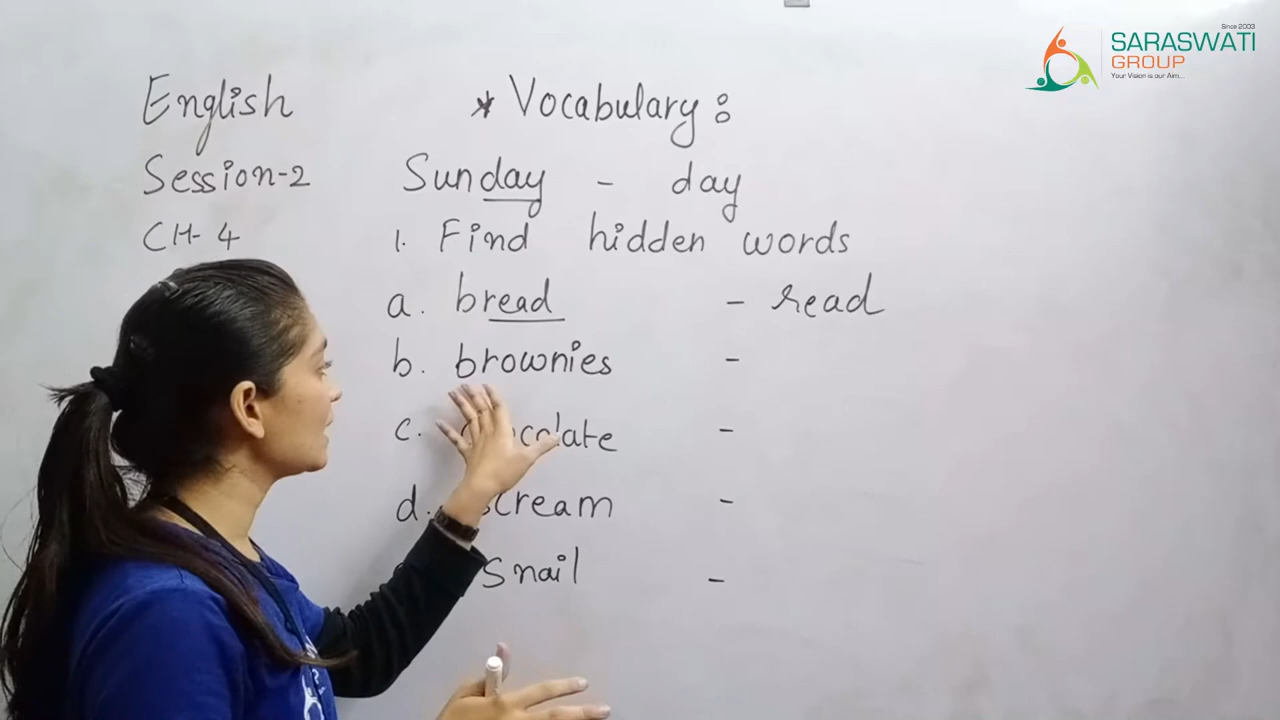 Since 2003
SARASWATI
GROUP
Your Vision is our Aim...
English
Session-2
CH-4
* Vocabulary:
Sunday - day
1. Find hidden words
a. bread - read
b. brownies -
c. -
d. -
Snail -